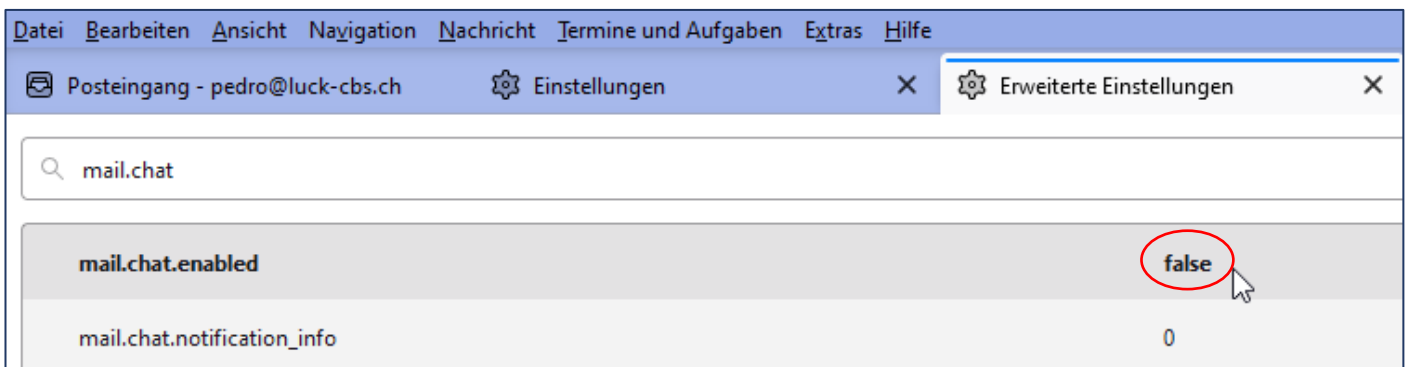 Datei Bearbeiten Ansicht Navigation Nachricht Termine und Aufgaben Extras Hilfe
Posteingang - pedro@luck-cbs.ch Einstellungen Erweiterte Einstellungen
mail.chat
mail.chat.enabled false
mail.chat.notification_info 0